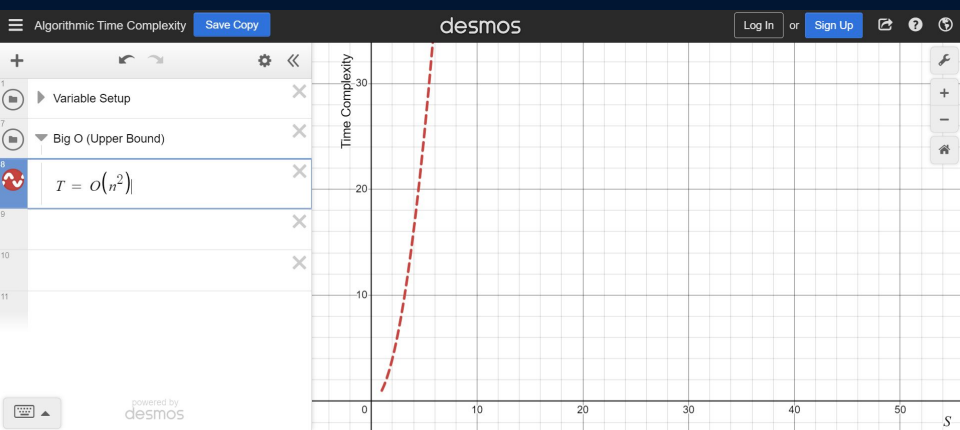 Algorithmic Time Complexity Save Copy desmos Log In or Sign Up
1 Variable Setup
7 Big O (Upper Bound)
8 T = O(n²)
9
10
11
powered by
desmos
Time Complexity
30
20
10
0 10 20 30 40 50
S